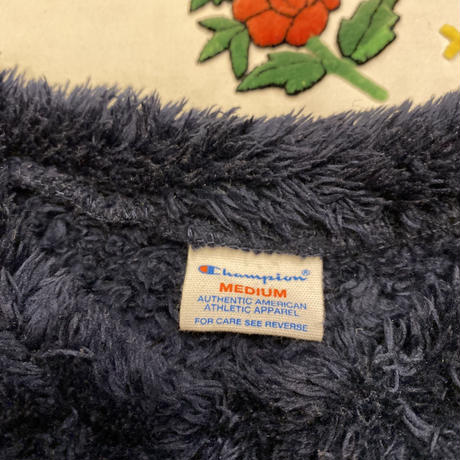 Champion®
MEDIUM
AUTHENTIC AMERICAN
ATHLETIC APPAREL
FOR CARE SEE REVERSE